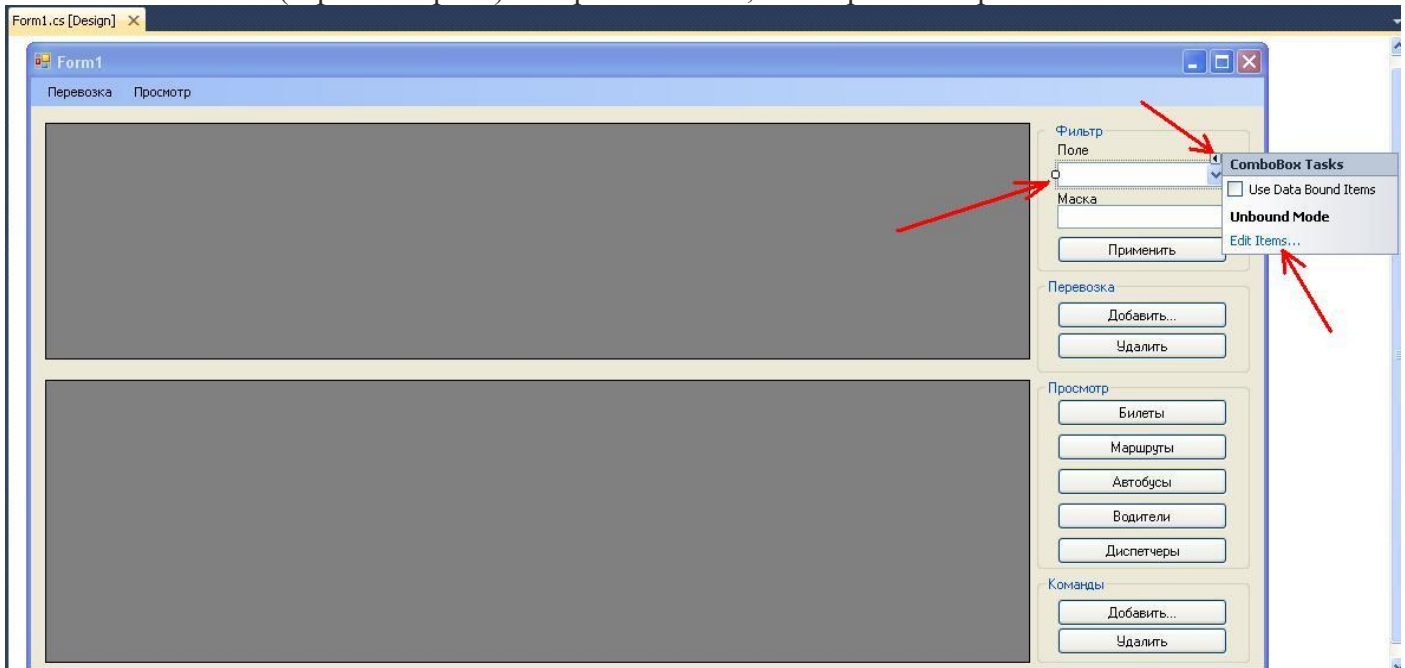 Form1.cs [Design]
Form1
Перевозка Просмотр
Фильтр
Поле
Маска
Применить
ComboBox Tasks
Use Data Bound Items
Unbound Mode
Edit Items...
Перевозка
Добавить...
Удалить
Просмотр
Билеты
Маршруты
Автобусы
Водители
Диспетчеры
Команды
Добавить...
Удалить